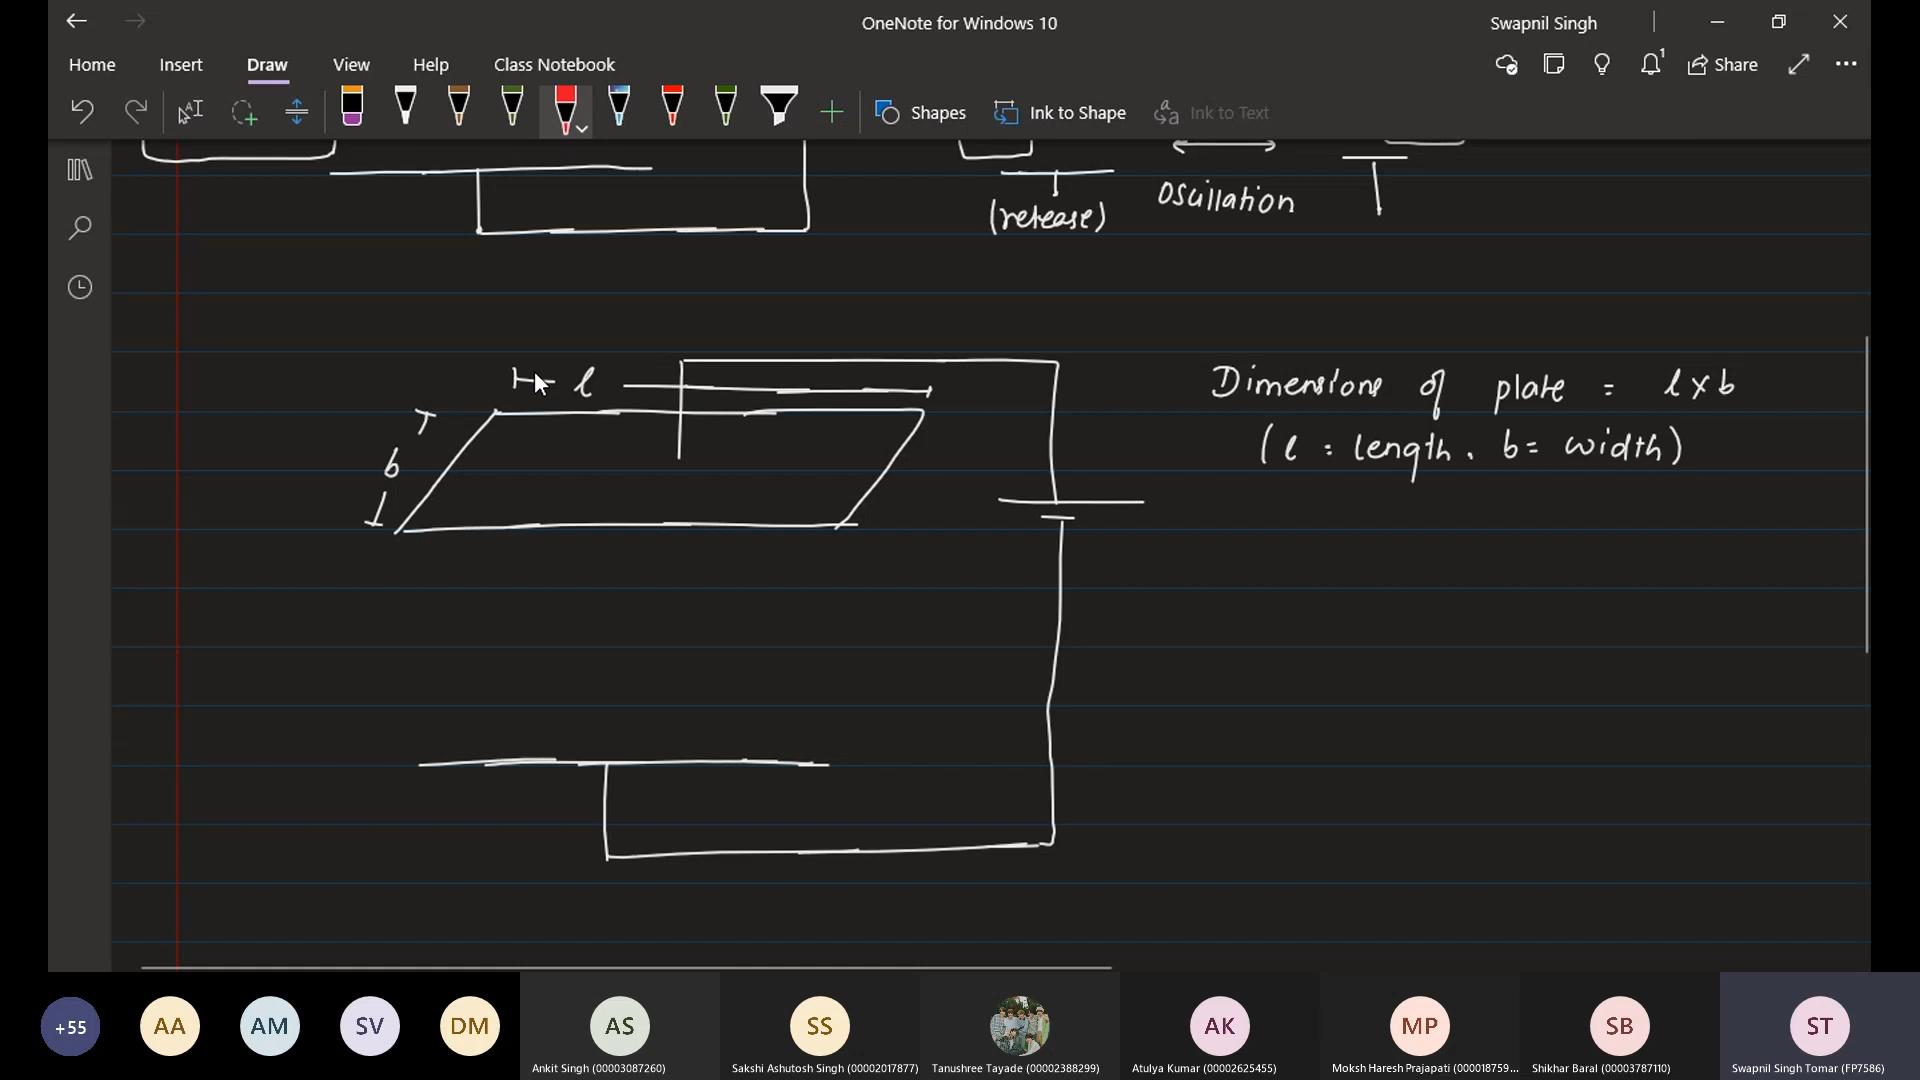 OneNote for Windows 10
Swapnil Singh
Home Insert Draw View Help Class Notebook
1 Share
Shapes Ink to Shape Ink to Text
(release) oscillation
l
b
Dimensions of plate = l x b
(l = length, b = width)
+55 AA AM SV DM AS SS AK MP SB ST
Ankit Singh (00003087260) Sakshi Ashutosh Singh (00002017877) Tanushree Tayade (00002388299) Atulya Kumar (00002625455) Moksh Haresh Prajapati (000018759... Shikhar Baral (00003787110) Swapnil Singh Tomar (FP7586)